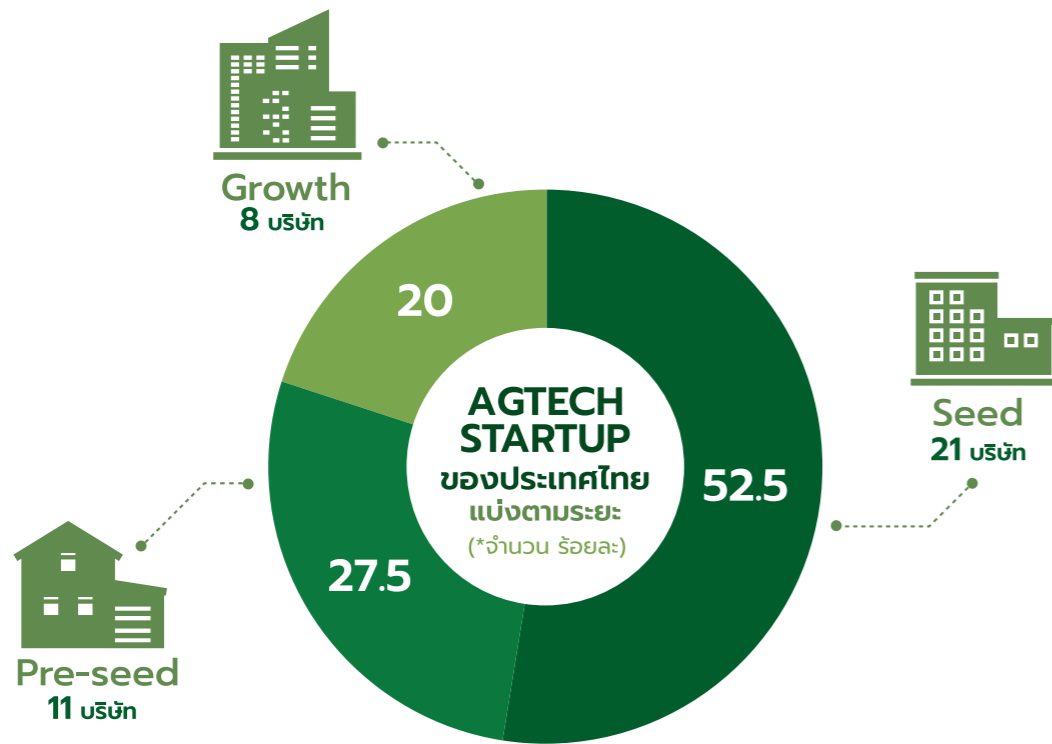 Growth
8 บริษัท
20
AGTECH
STARTUP
ของประเทศไทย
แบ่งตามระยะ
(*จำนวน ร้อยละ)
52.5
Seed
21 บริษัท
27.5
Pre-seed
11 บริษัท